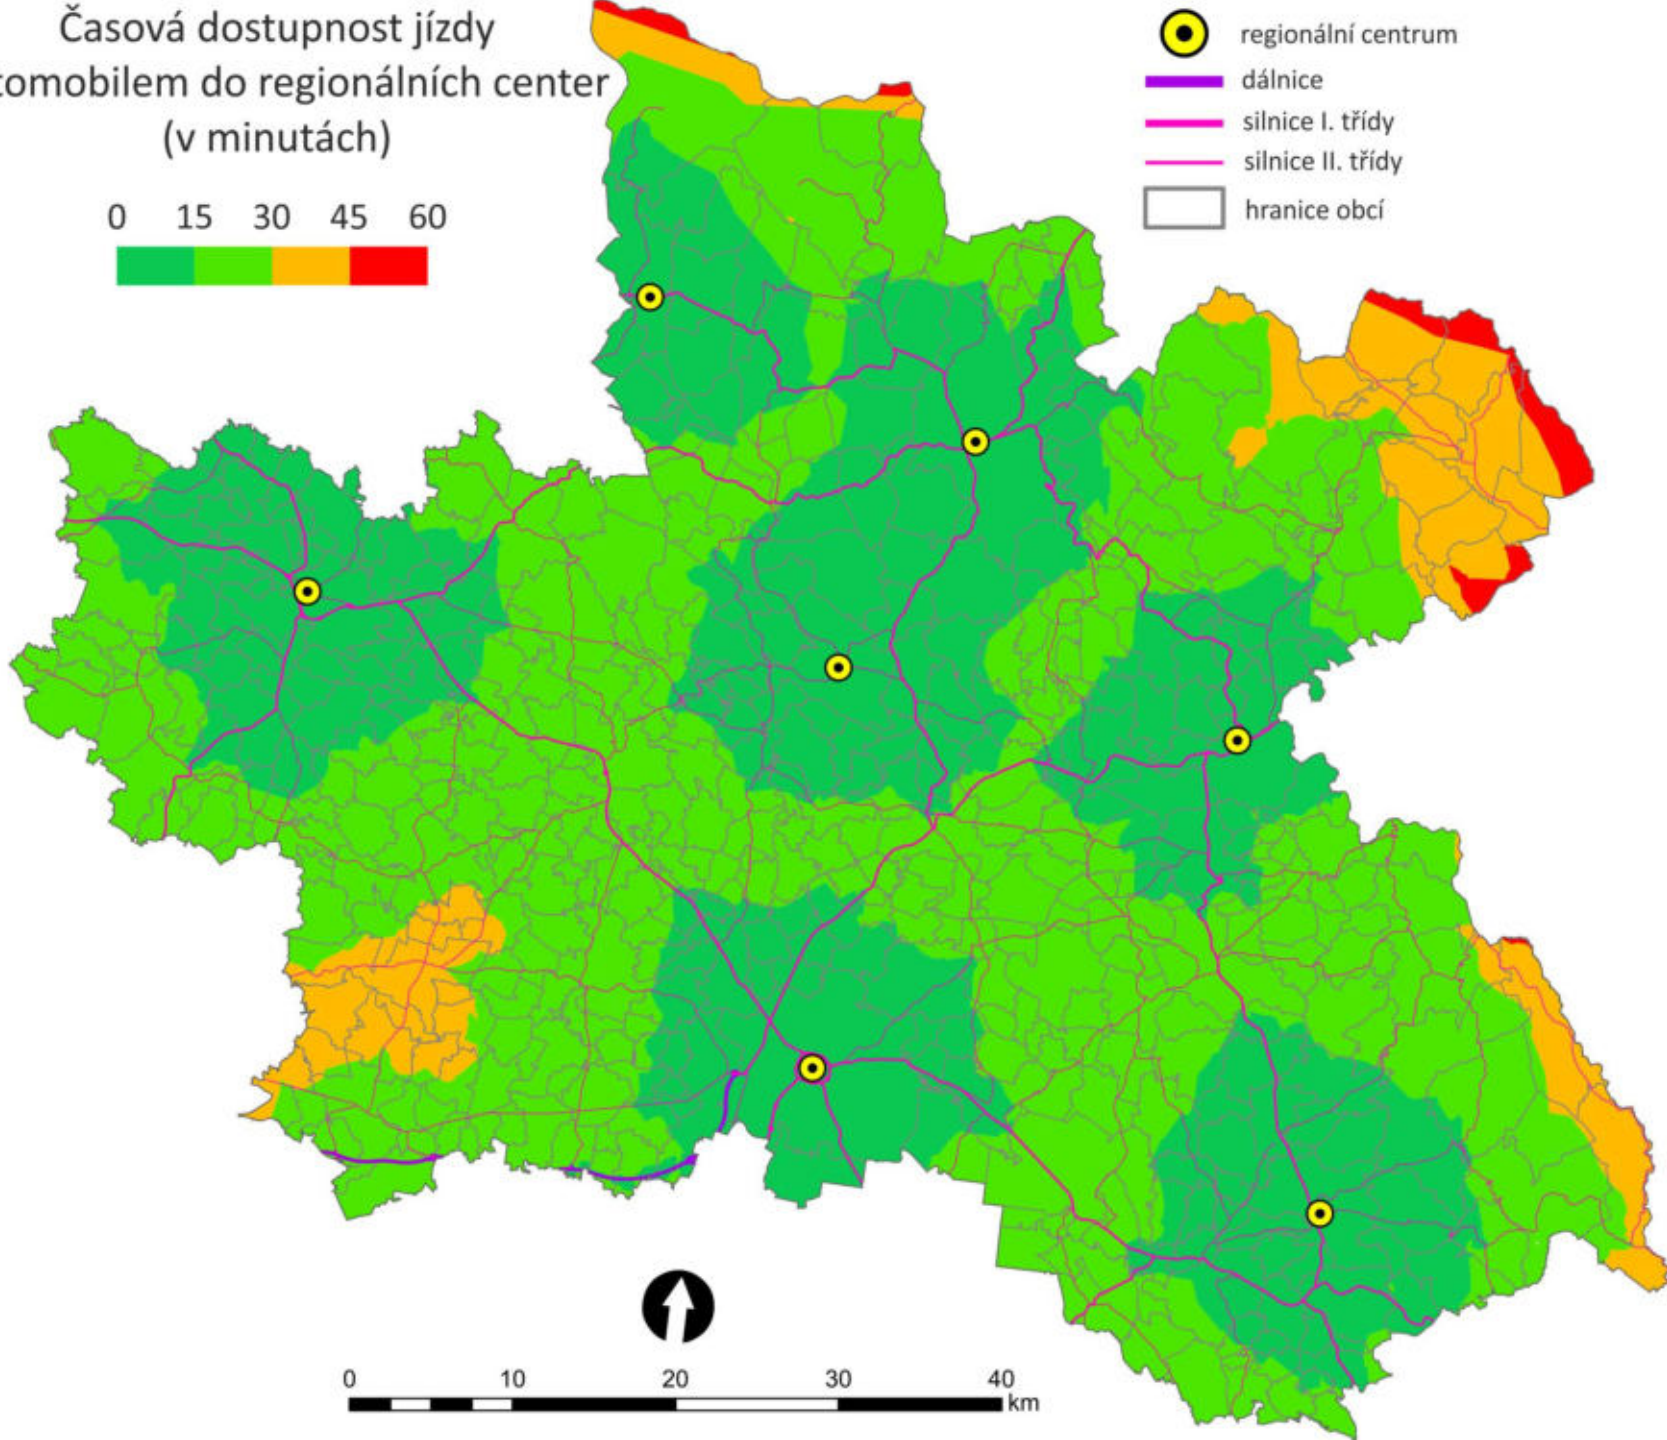 Časová dostupnost jízdy
tomobilem do regionálních center
(v minutách)
0 15 30 45 60
regionální centrum
dálnice
silnice I. třídy
silnice II. třídy
hranice obcí
0 10 20 30 40
km